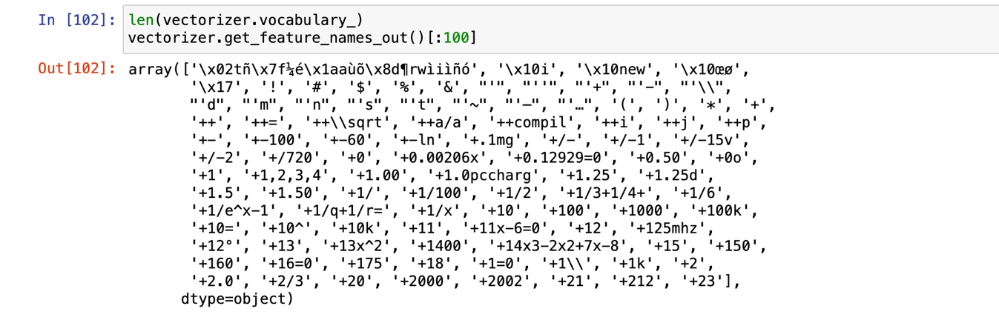 In [102]: len(vectorizer.vocabulary_)
vectorizer.get_feature_names_out()[:100]
Out[102]: array(['\x02tñ\x7f¼é\x1aaùõ\x8d¶rwìiìñó', '\x10i', '\x10new', '\x10œø',
'\x17', '!', '#', '$', '%', '&', "'", "''", "'+", "'-", "'\\",
"'d", "'m", "'n", "'s", "'t", "'~", "'–", "'…", '(', ')', '*', '+',
'++', '++=', '++\\sqrt', '++a/a', '++compil', '++i', '++j', '++p',
'+-', '+-100', '+-60', '+-ln', '+.1mg', '+/-', '+/-1', '+/-15v',
'+/-2', '+/720', '+0', '+0.00206x', '+0.12929=0', '+0.50', '+0o',
'+1', '+1,2,3,4', '+1.00', '+1.0pccharg', '+1.25', '+1.25d',
'+1.5', '+1.50', '+1/', '+1/100', '+1/2', '+1/3+1/4+', '+1/6',
'+1/e^x-1', '+1/q+1/r=', '+1/x', '+10', '+100', '+1000', '+100k',
'+10=', '+10^', '+10k', '+11', '+11x-6=0', '+12', '+125mhz',
'+12°', '+13', '+13x^2', '+1400', '+14x3-2x2+7x-8', '+15', '+150',
'+160', '+16=0', '+175', '+18', '+1=0', '+1\\', '+1k', '+2',
'+2.0', '+2/3', '+20', '+2000', '+2002', '+21', '+212', '+23'],
dtype=object)